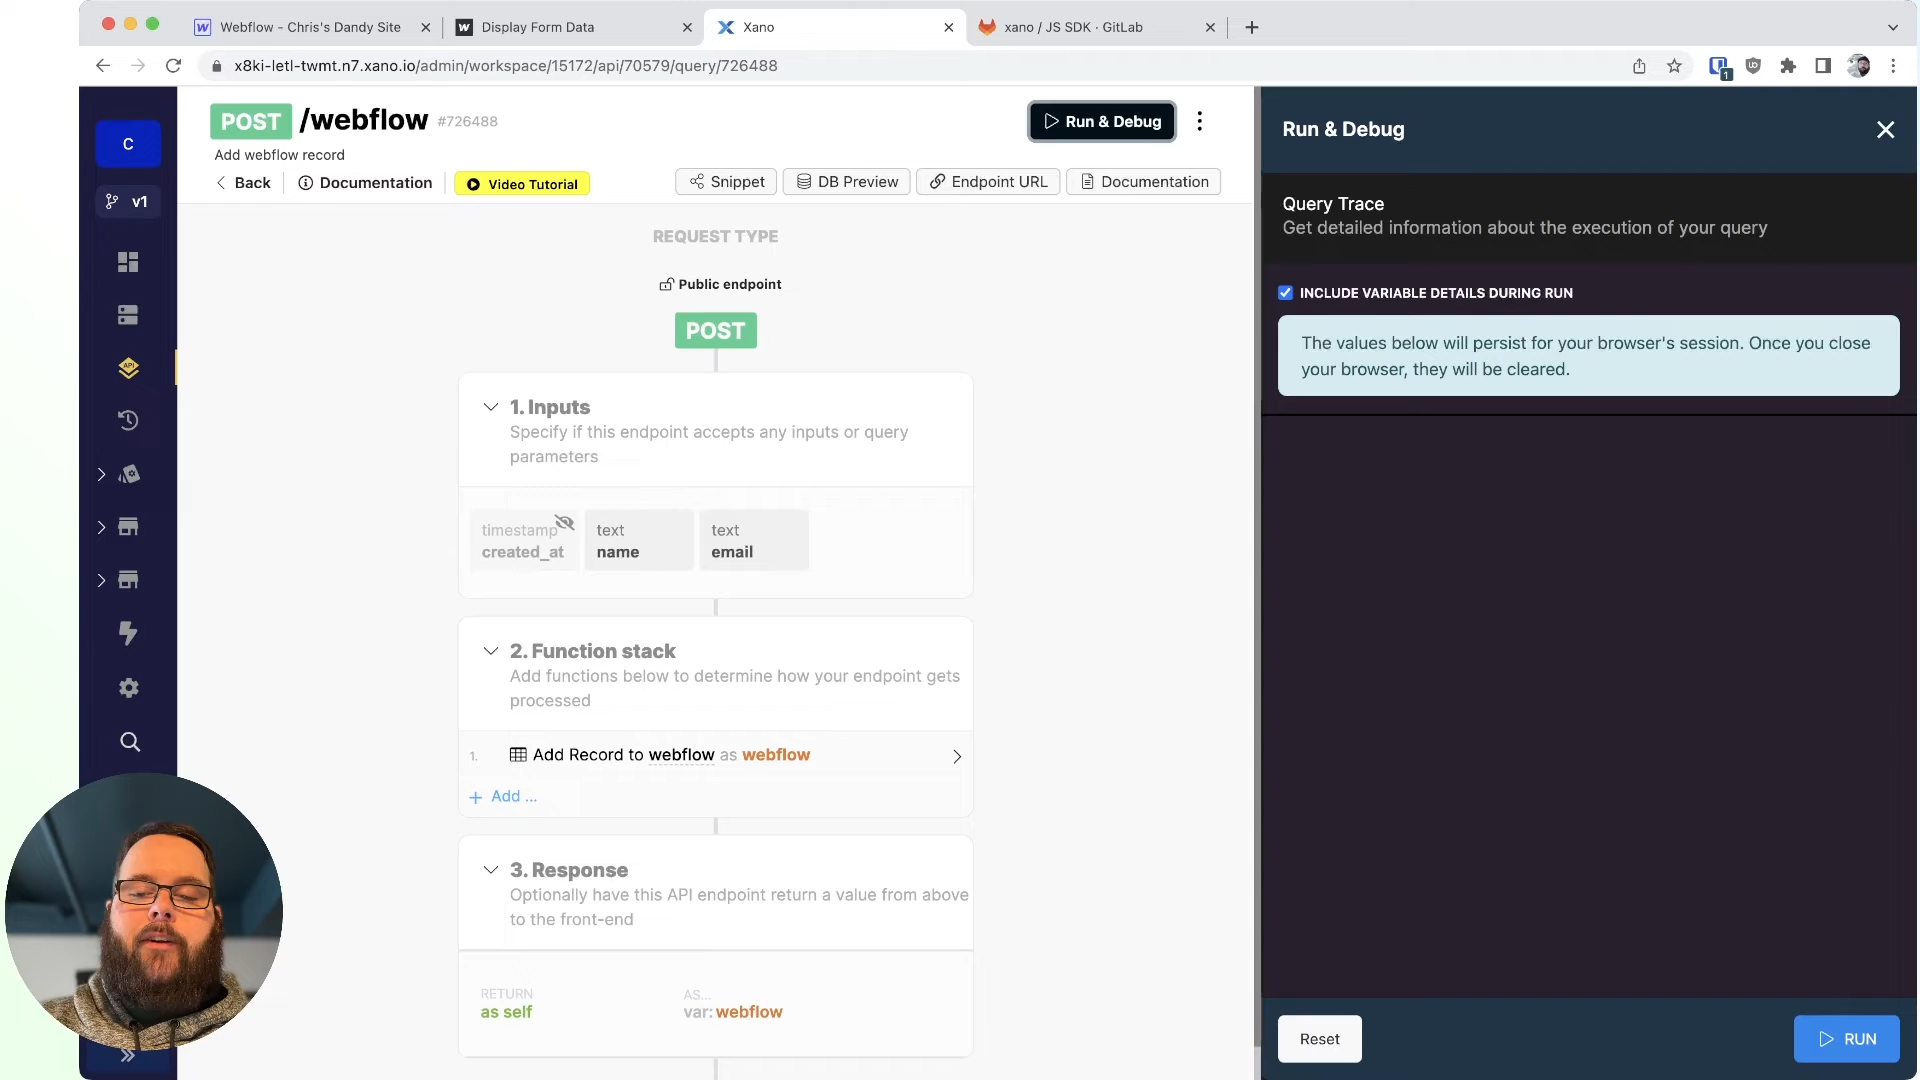 Webflow - Chris's Dandy Site
Display Form Data
Xano
xano / JS SDK · GitLab
x8ki-letl-twmt.n7.xano.io/admin/workspace/15172/api/70579/query/726488
1
C
v1
API
POST /webflow #726488
Add webflow record
Run & Debug
Back
Documentation
Video Tutorial
Snippet
DB Preview
Endpoint URL
Documentation
REQUEST TYPE
Public endpoint
POST
1. Inputs
Specify if this endpoint accepts any inputs or query
parameters
timestamp
created_at
text
name
text
email
2. Function stack
Add functions below to determine how your endpoint gets
processed
1. Add Record to webflow as webflow
+ Add ...
3. Response
Optionally have this API endpoint return a value from above
to the front-end
RETURN
as self
AS...
var: webflow
Run & Debug
Query Trace
Get detailed information about the execution of your query
INCLUDE VARIABLE DETAILS DURING RUN
The values below will persist for your browser's session. Once you close
your browser, they will be cleared.
Reset
RUN